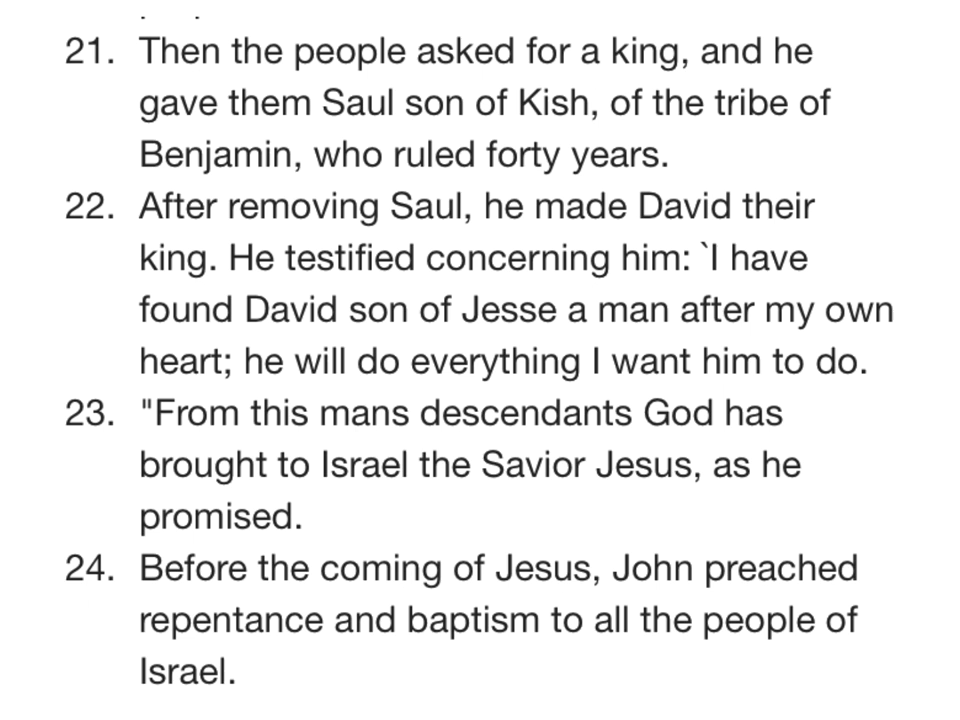 21. Then the people asked for a king, and he
gave them Saul son of Kish, of the tribe of
Benjamin, who ruled forty years.
22. After removing Saul, he made David their
king. He testified concerning him: `I have
found David son of Jesse a man after my own
heart; he will do everything I want him to do.
23. "From this mans descendants God has
brought to Israel the Savior Jesus, as he
promised.
24. Before the coming of Jesus, John preached
repentance and baptism to all the people of
Israel.